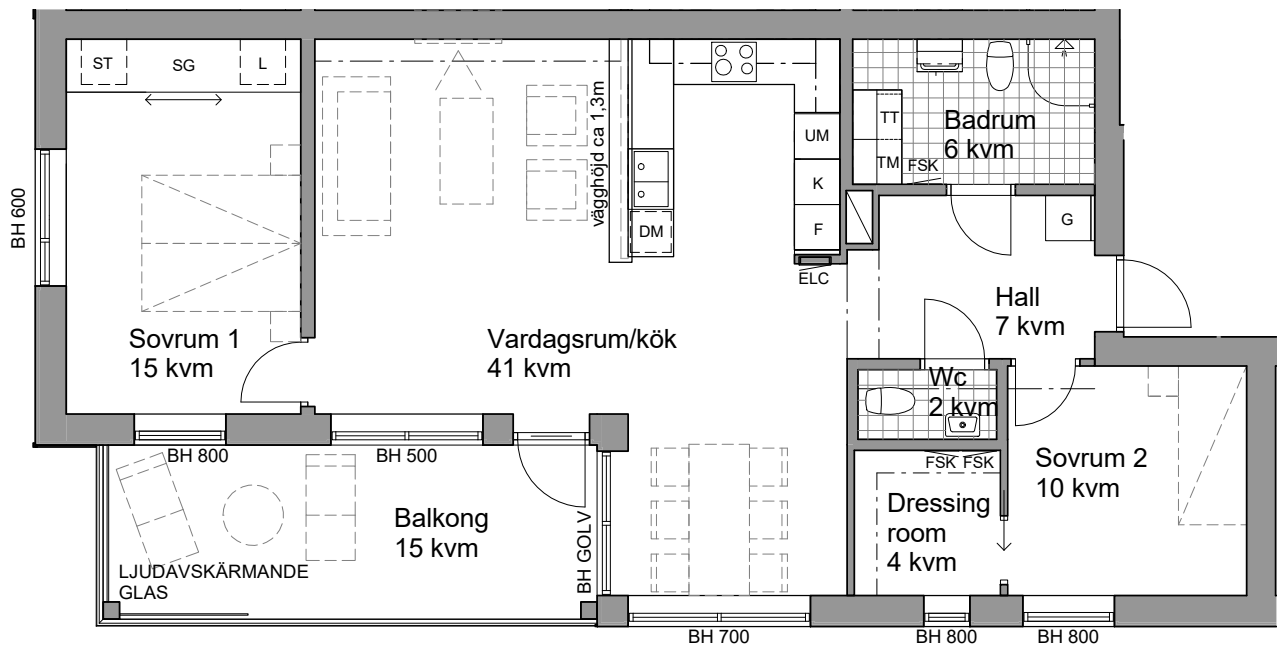 ST
SG
L
BH 600
Sovrum 1
15 kvm
Vardagsrum/kök
41 kvm
vägghöjd ca 1,3m
DM
UM
K
F
ELC
TT
TM
FSK
Badrum
6 kvm
G
Hall
7 kvm
Wc
2 kvm
FSK
FSK
Sovrum 2
10 kvm
Dressing
room
4 kvm
BH 800
BH 500
Balkong
15 kvm
BH GOLV
LJUDAVSKÄRMANDE
GLAS
BH 700
BH 800
BH 800